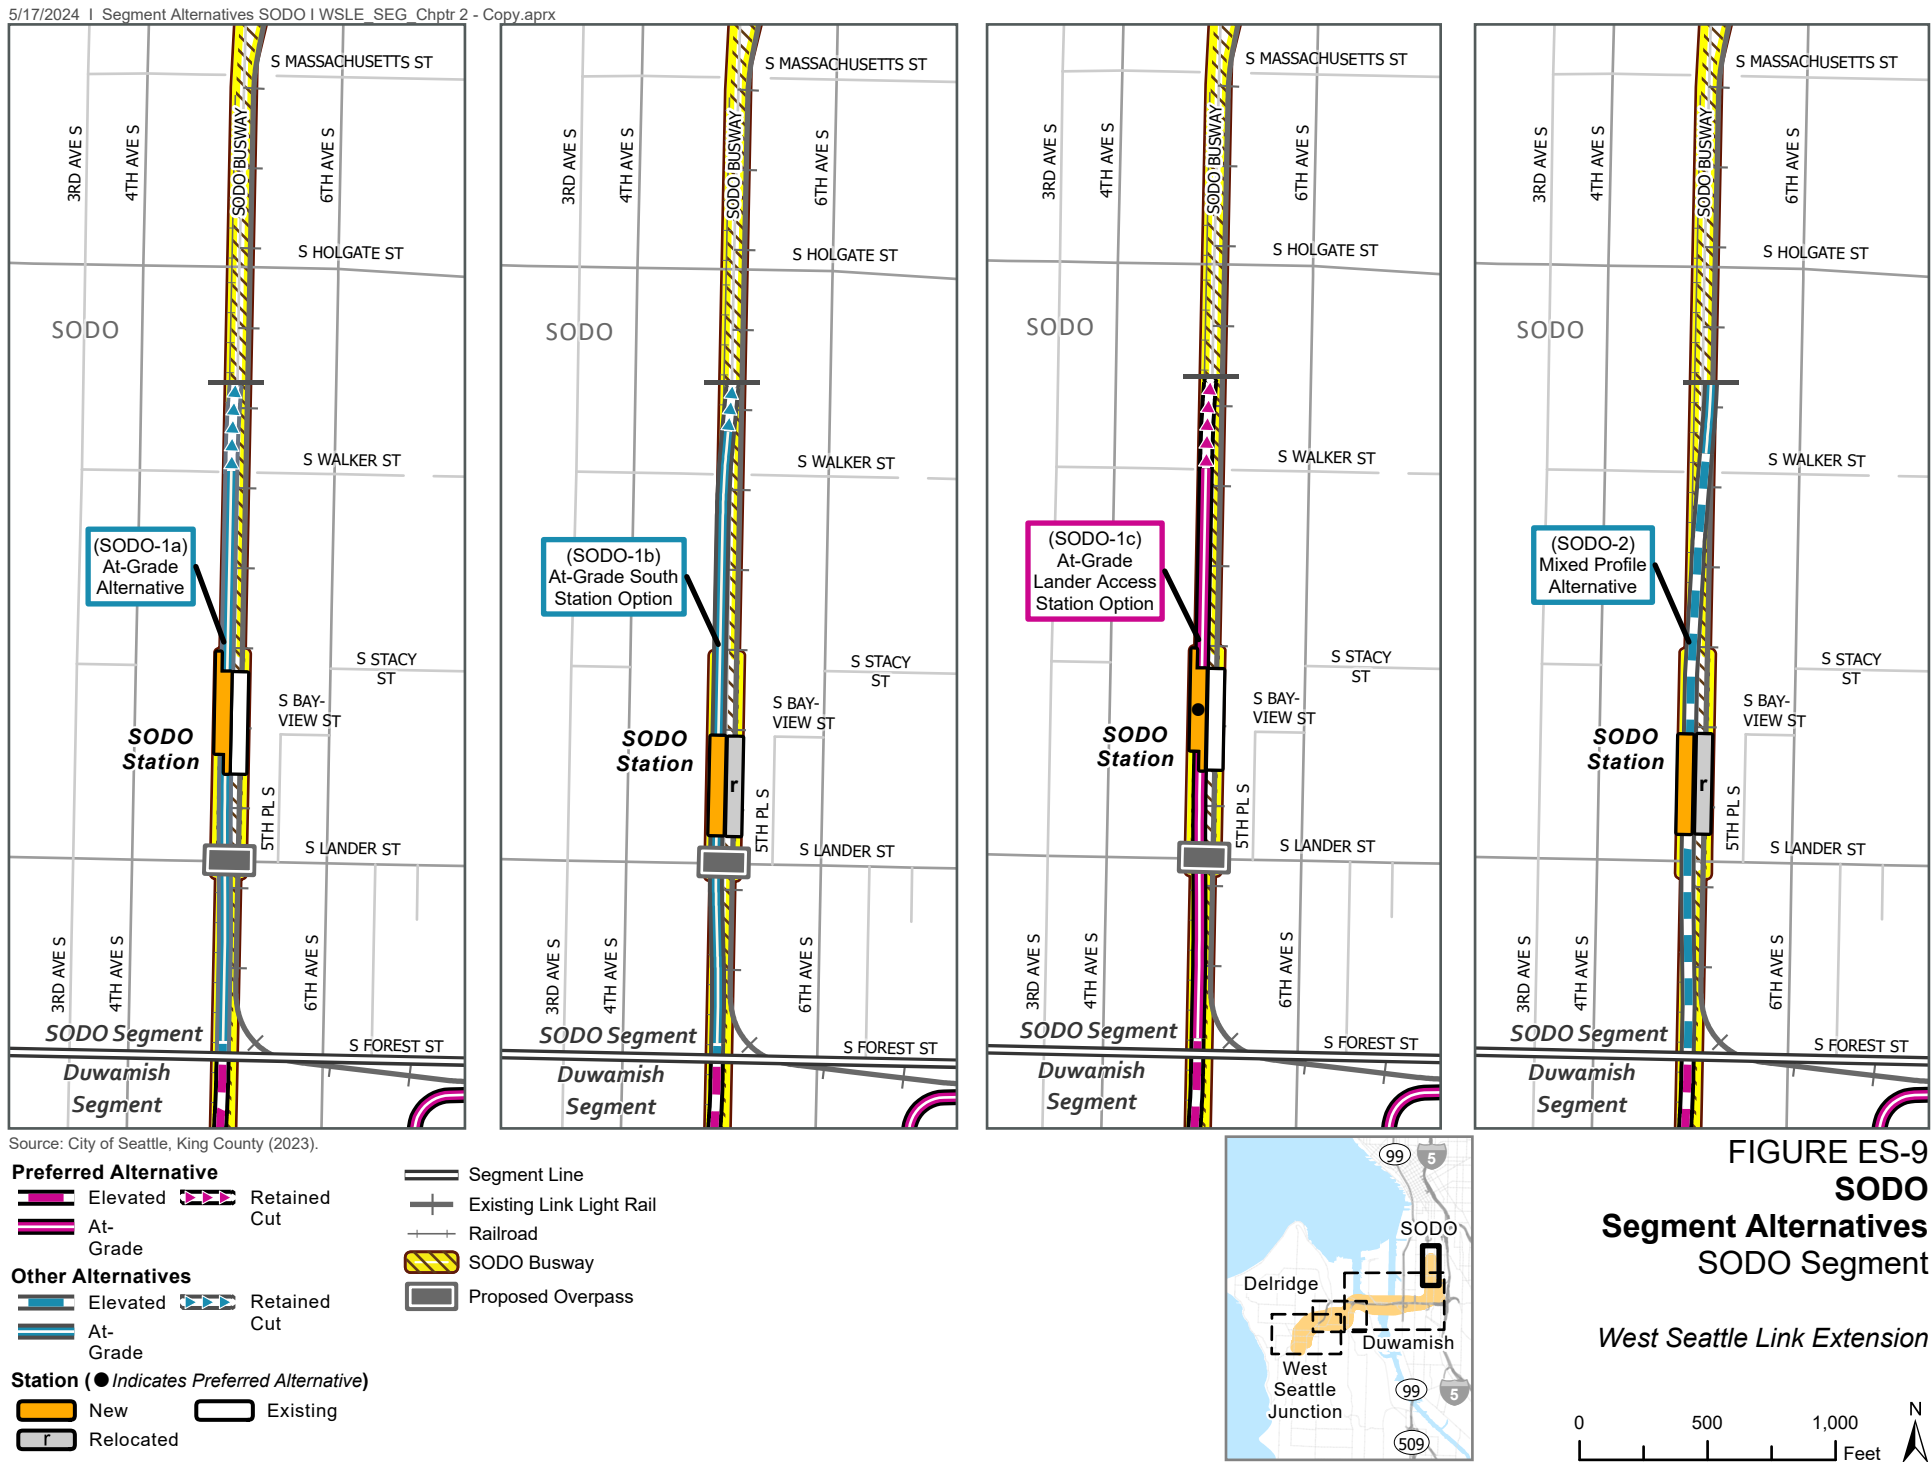 5/17/2024 I Segment Alternatives SODO I WSLE_SEG_Chptr 2 - Copy.aprx
S MASSACHUSETTS ST
SODO BUSWAY
3RD AVE S
4TH AVE S
6TH AVE S
S HOLGATE ST
SODO
S WALKER ST
(SODO-1a)
At-Grade
Alternative
S STACY
ST
S BAY-
VIEW ST
SODO
Station
5TH PL S
S LANDER ST
3RD AVE S
4TH AVE S
6TH AVE S
SODO Segment
S FOREST ST
Duwamish
Segment
S MASSACHUSETTS ST
SODO BUSWAY
3RD AVE S
4TH AVE S
6TH AVE S
S HOLGATE ST
SODO
S WALKER ST
(SODO-1b)
At-Grade South
Station Option
S STACY
ST
S BAY-
VIEW ST
SODO
Station
r
5TH PL S
S LANDER ST
3RD AVE S
4TH AVE S
6TH AVE S
SODO Segment
S FOREST ST
Duwamish
Segment
S MASSACHUSETTS ST
SODO BUSWAY
3RD AVE S
4TH AVE S
6TH AVE S
S HOLGATE ST
SODO
S WALKER ST
(SODO-1c)
At-Grade
Lander Access
Station Option
S STACY
ST
S BAY-
VIEW ST
SODO
Station
5TH PL S
S LANDER ST
3RD AVE S
4TH AVE S
6TH AVE S
SODO Segment
S FOREST ST
Duwamish
Segment
S MASSACHUSETTS ST
SODO BUSWAY
3RD AVE S
4TH AVE S
6TH AVE S
S HOLGATE ST
SODO
S WALKER ST
(SODO-2)
Mixed Profile
Alternative
S STACY
ST
S BAY-
VIEW ST
SODO
Station
r
5TH PL S
S LANDER ST
3RD AVE S
4TH AVE S
6TH AVE S
SODO Segment
S FOREST ST
Duwamish
Segment
Source: City of Seattle, King County (2023).
Preferred Alternative
Elevated
Retained
Cut
At-
Grade
Other Alternatives
Elevated
Retained
Cut
At-
Grade
Station (●Indicates Preferred Alternative)
New
Existing
r
Relocated
Segment Line
Existing Link Light Rail
Railroad
SODO Busway
Proposed Overpass
99
5
SODO
Delridge
Duwamish
West
Seattle
Junction
99
5
509
FIGURE ES-9
SODO
Segment Alternatives
SODO Segment
West Seattle Link Extension
0 500 1,000
Feet
N